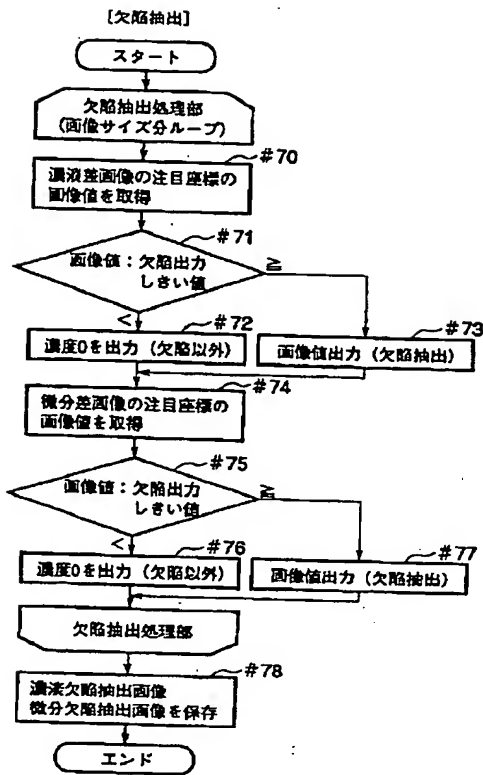 [欠陥抽出]
スタート
欠陥抽出処理部
(画像サイズ分ループ)
#70
濃淡差画像の注目座標の
画像値を取得
#71
画像値:欠陥出力
しきい値
≧
<
#72
濃度0を出力(欠陥以外)
#73
画像値出力(欠陥抽出)
#74
微分差画像の注目座標の
画像値を取得
#75
画像値:欠陥出力
しきい値
≧
<
#76
濃度0を出力(欠陥以外)
#77
画像値出力(欠陥抽出)
欠陥抽出処理部
#78
濃淡欠陥抽出画像
微分欠陥抽出画像を保存
エンド